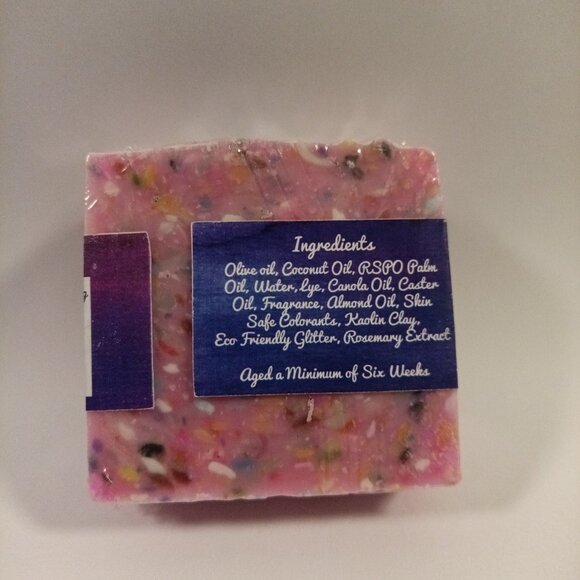 Ingredients
Olive oil, Coconut Oil, RSPO Palm
Oil, Water, Lye, Canola Oil, Caster
Oil, Fragrance, Almond Oil, Skin
Safe Colorants, Kaolin Clay,
Eco Friendly Glitter, Rosemary Extract
Aged a Minimum of Six Weeks